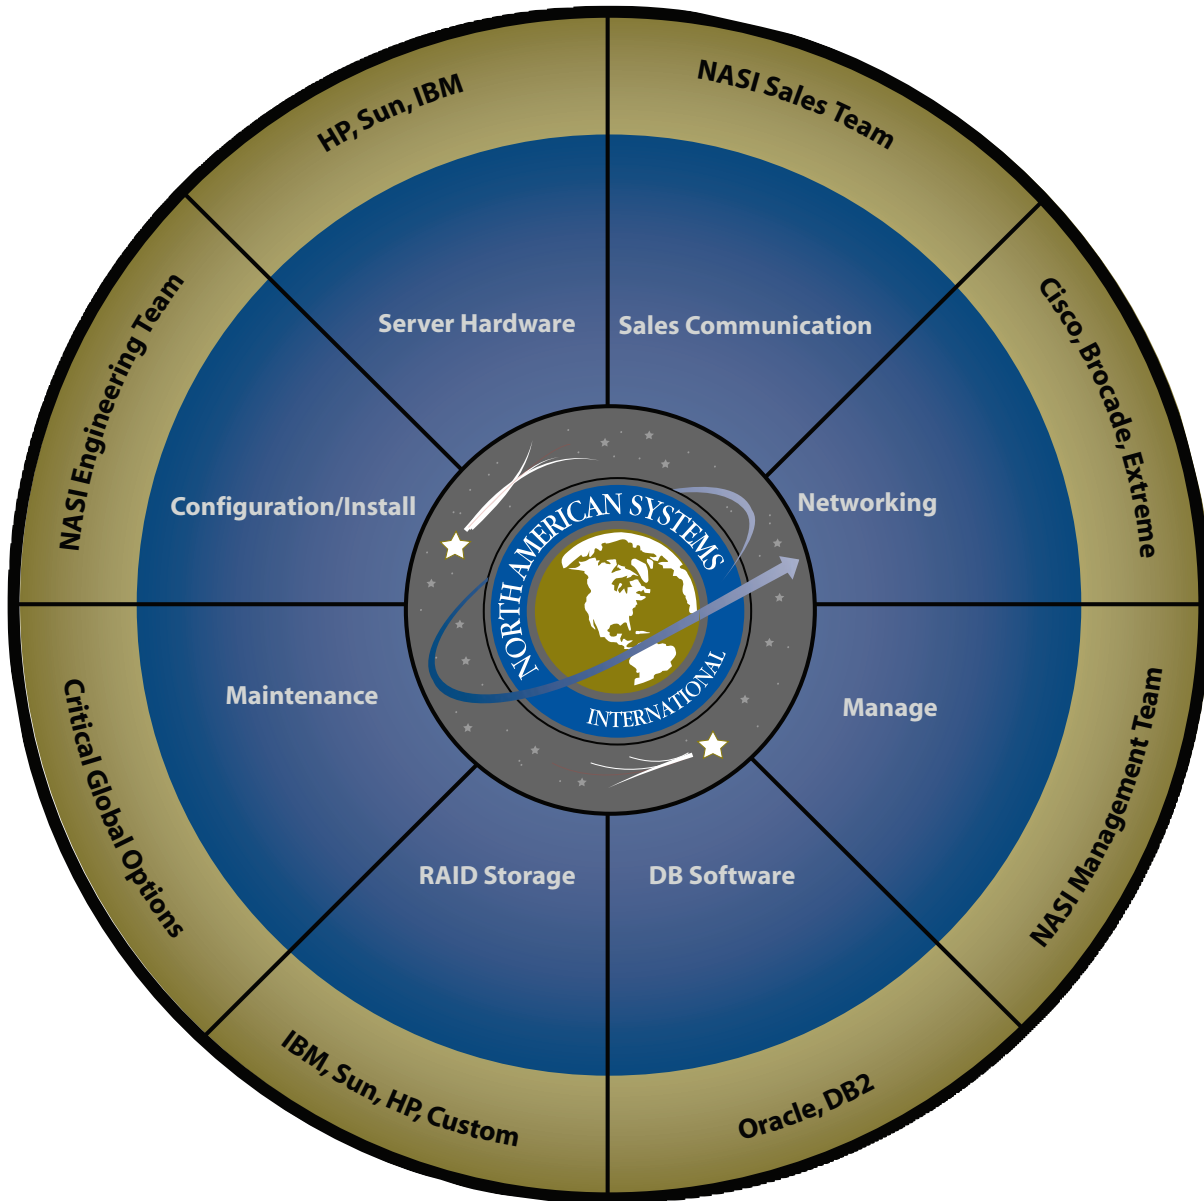 HP, Sun, IBM
NASI Sales Team
NASI Engineering Team
Cisco, Brocade, Extreme
Server Hardware
Sales Communication
Configuration/Install
Networking
NORTH AMERICAN SYSTEMS
INTERNATIONAL
Maintenance
Manage
Critical Global Options
NASI Management Team
RAID Storage
DB Software
IBM, Sun, HP, Custom
Oracle, DB2